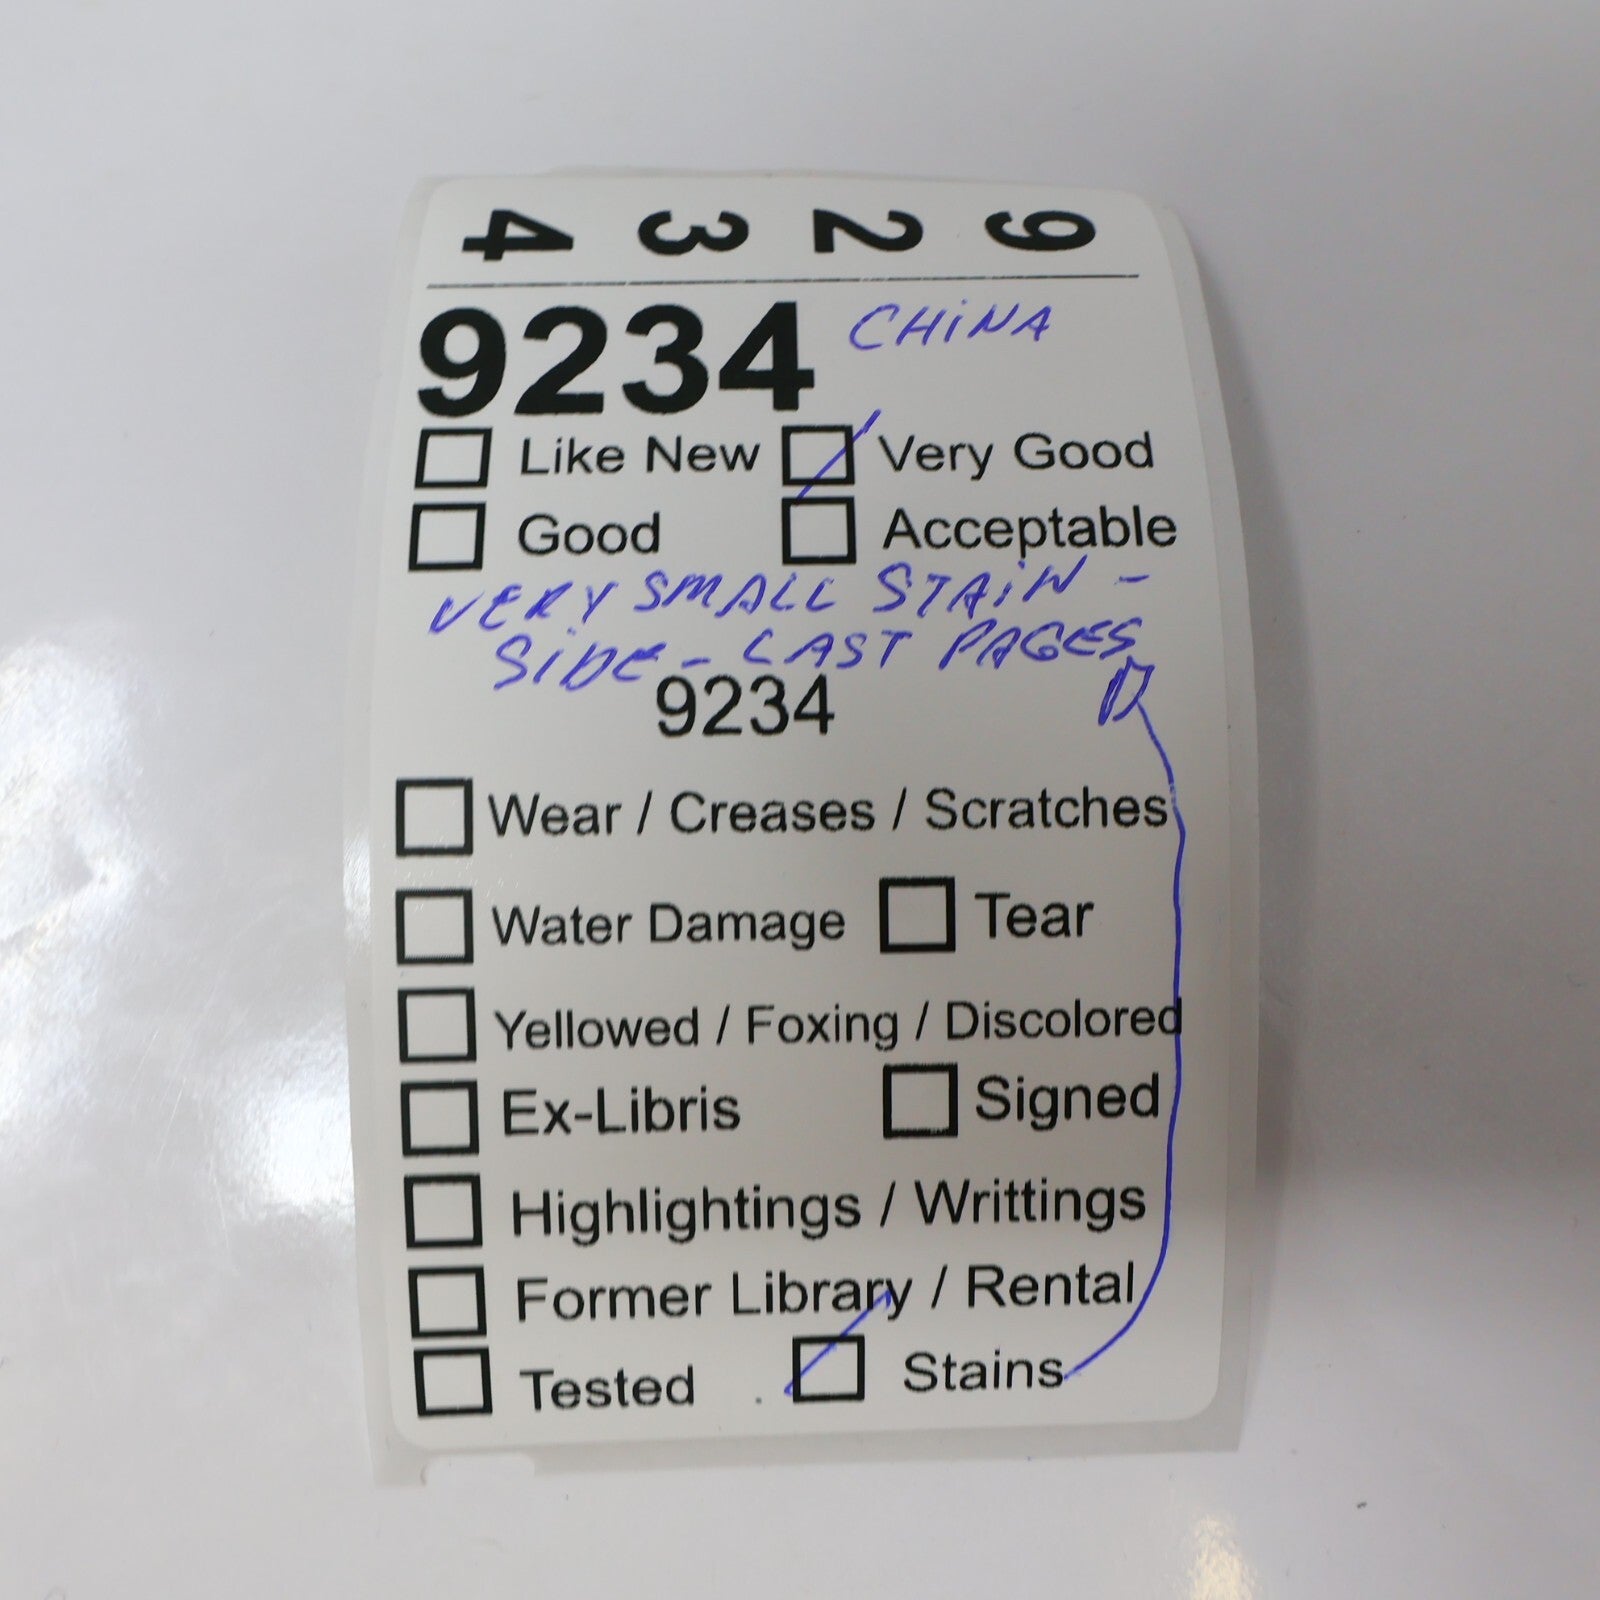 4 3 2 9
9234 CHiNA
Like New Very Good
Good Acceptable
VERY SMALL STAiN -
SiDE - LAST PAGES
9234
Wear / Creases / Scratches
Water Damage Tear
Yellowed / Foxing / Discolored
Ex-Libris Signed
Highlightings / Writtings
Former Library / Rental
Tested Stains